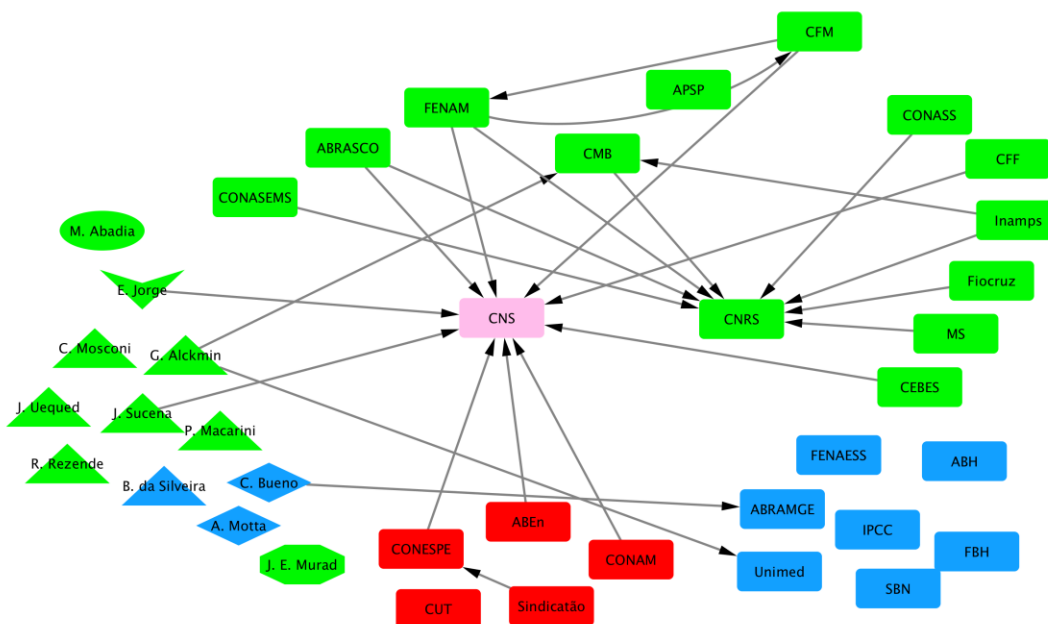 CFM
APSP
FENAM
CONASS
ABRASCO
CMB
CFF
CONASEMS
Inamps
M. Abadia
Fiocruz
E. Jorge
CNS
CNRS
MS
C. Mosconi
G. Alckmin
CEBES
J. Uequed
J. Sucena
P. Macarini
FENAESS
ABH
R. Rezende
B. da Silveira
C. Bueno
ABRAMGE
A. Motta
ABEn
IPCC
CONESPE
CONAM
FBH
J. E. Murad
Unimed
SBN
CUT
Sindicatão